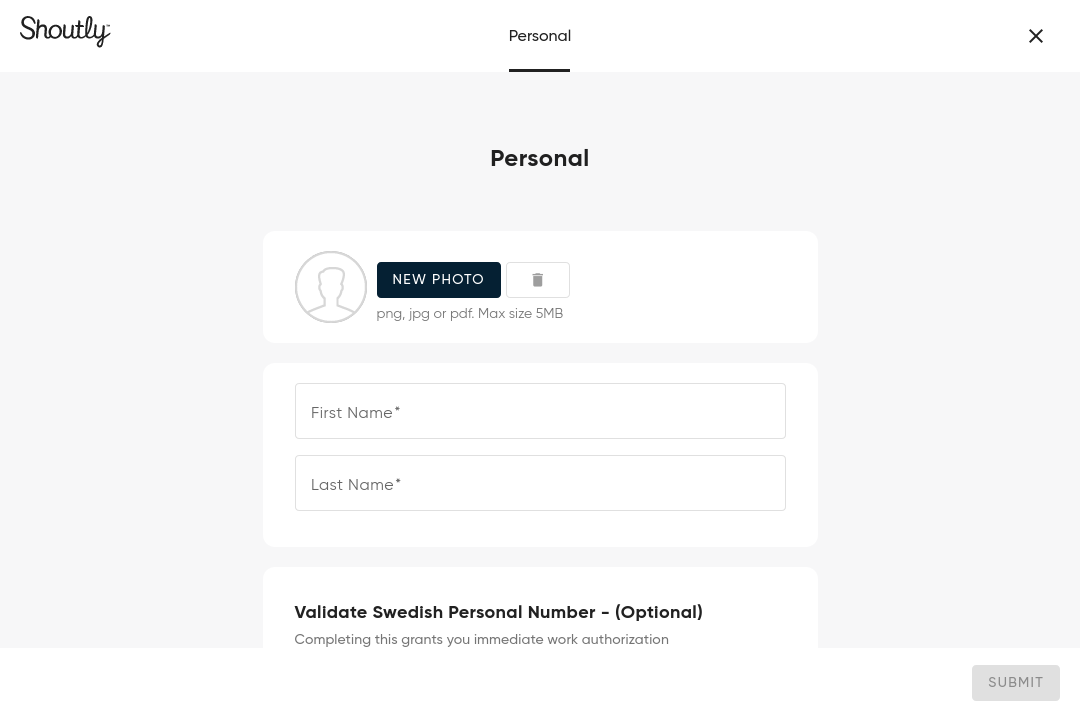 Shoutly
Personal
Personal
NEW PHOTO
png, jpg or pdf. Max size 5MB
First Name*
Last Name*
Validate Swedish Personal Number - (Optional)
Completing this grants you immediate work authorization
SUBMIT